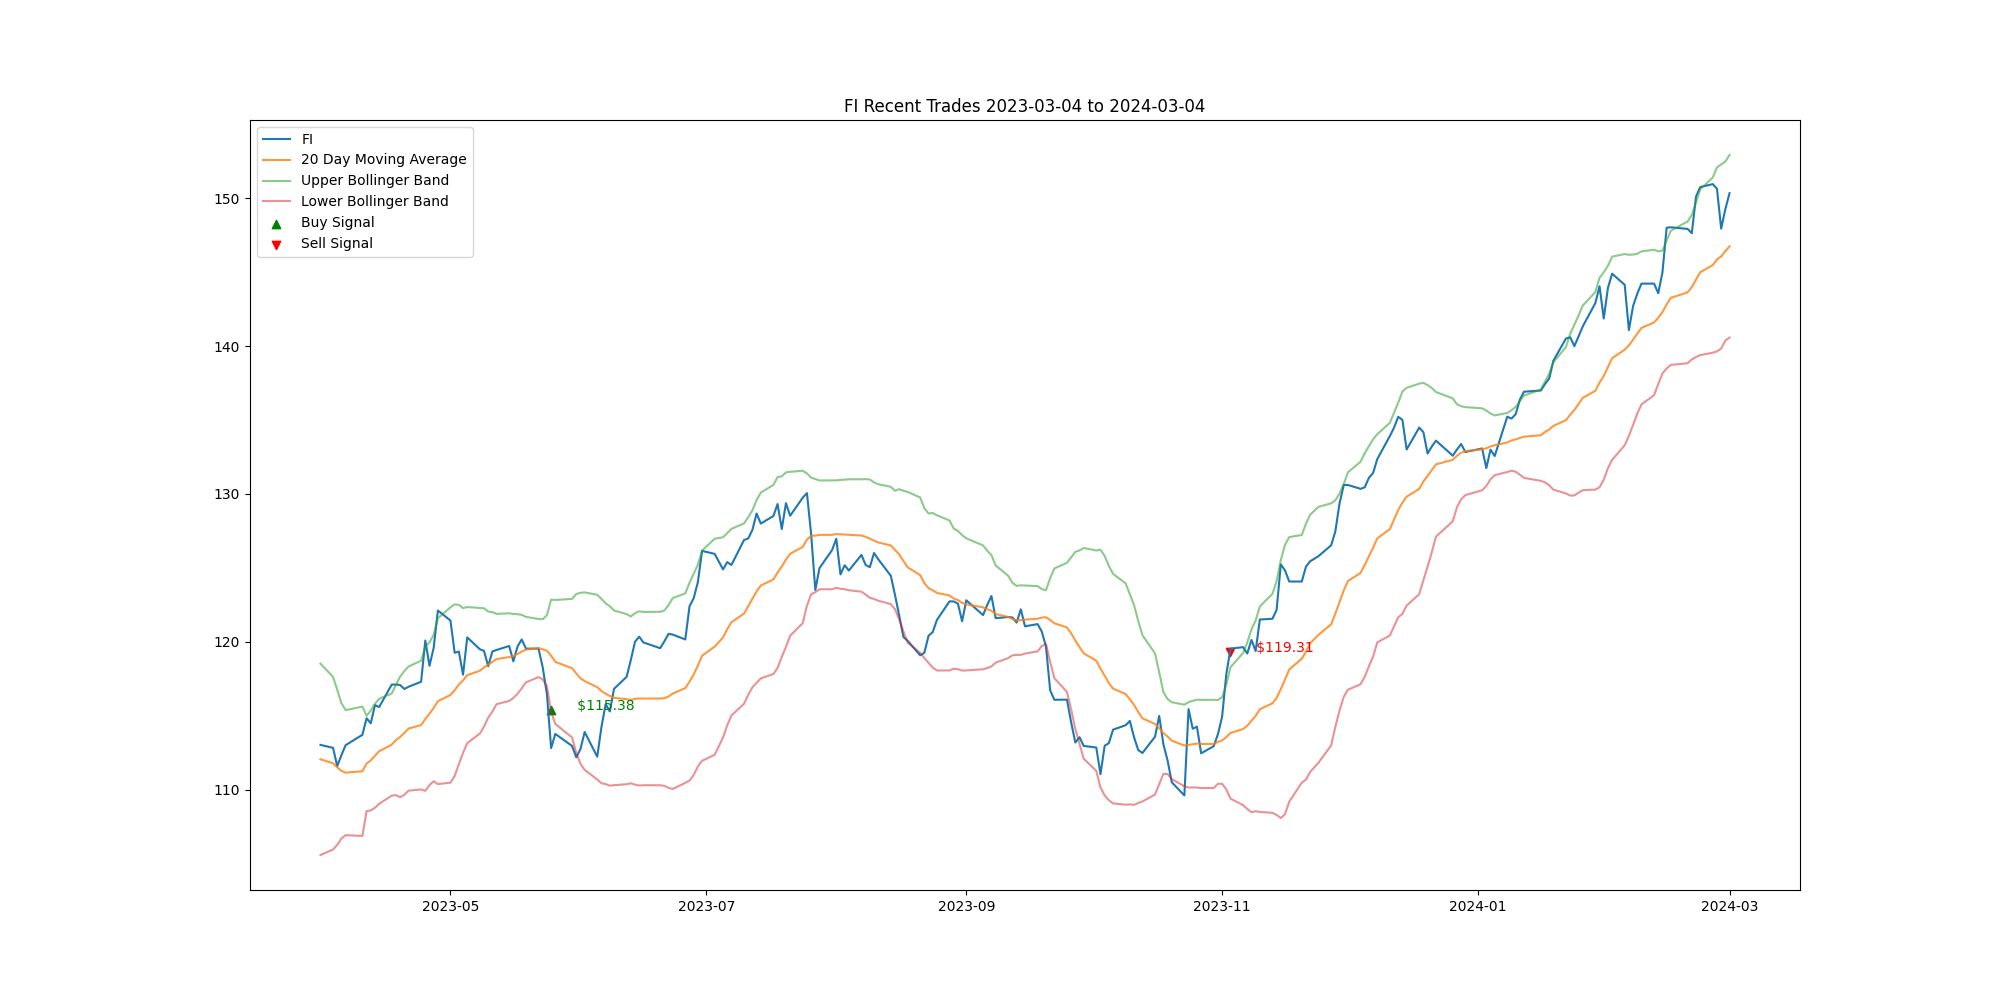 FI Recent Trades 2023-03-04 to 2024-03-04
FI
20 Day Moving Average
Upper Bollinger Band
Lower Bollinger Band
Buy Signal
Sell Signal
150
140
130
120
110
$119.31
$115.38
2023-05
2023-07
2023-09
2023-11
2024-01
2024-03